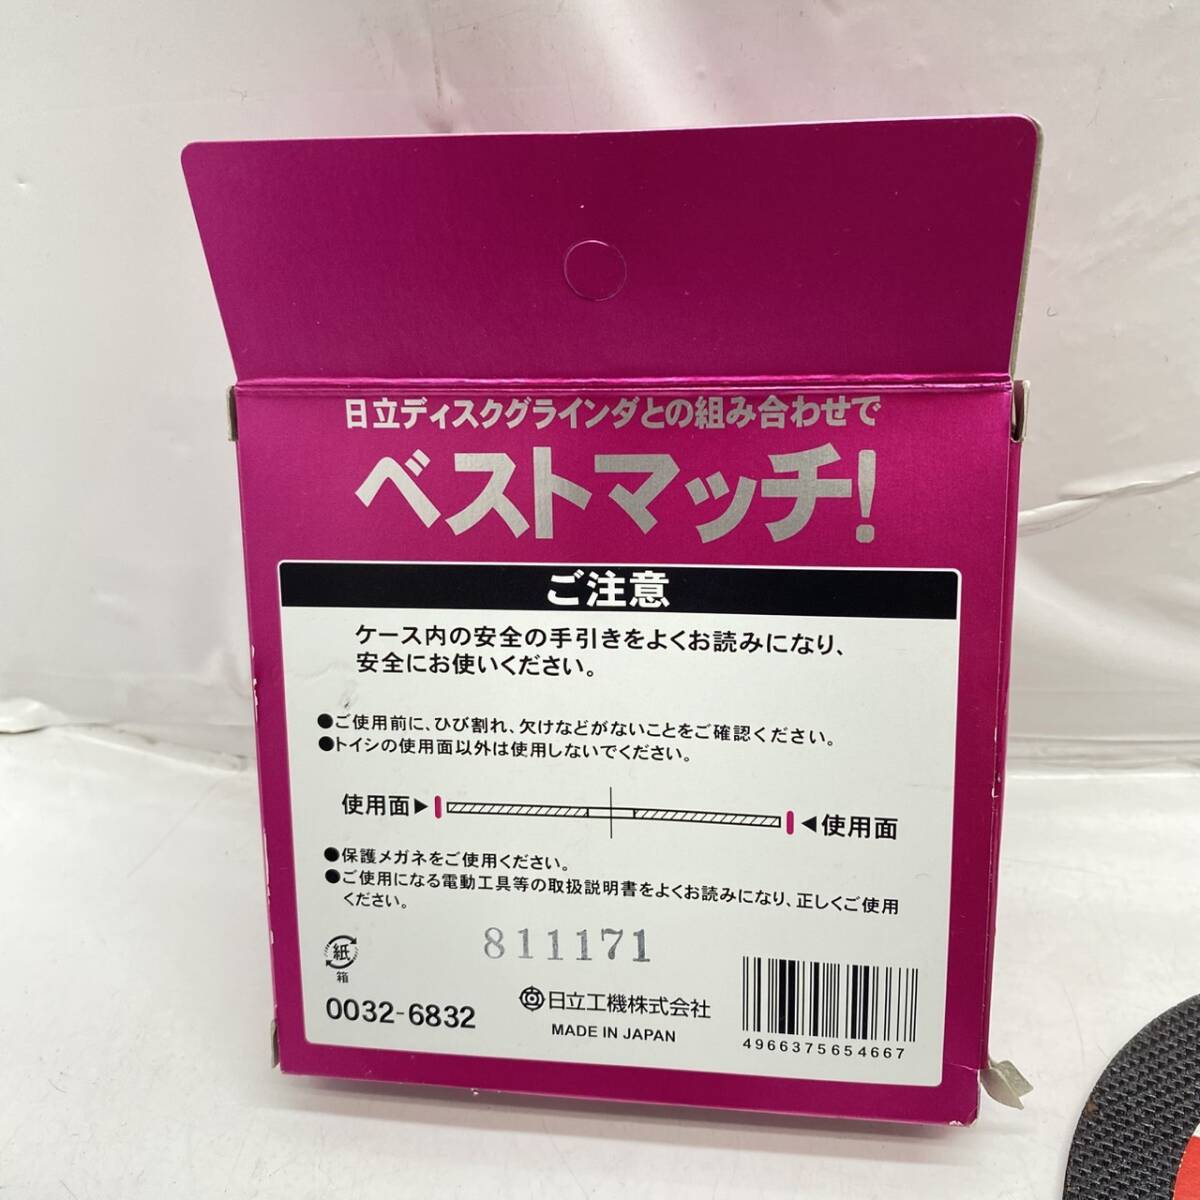 日立ディスクグラインダとの組み合わせで
ベストマッチ!
ご注意
ケース内の安全の手引きをよくお読みになり、
安全にお使いください。
●ご使用前に、ひび割れ、欠けなどがないことをご確認ください。
●トイシの使用面以外は使用しないでください。
使用面▶ ◀使用面
●保護メガネをご使用ください。
●ご使用になる電動工具等の取扱説明書をよくお読みになり、正しくご使用
ください。
811171
紙
箱
0032-6832
日立工機株式会社
MADE IN JAPAN
4966375654667